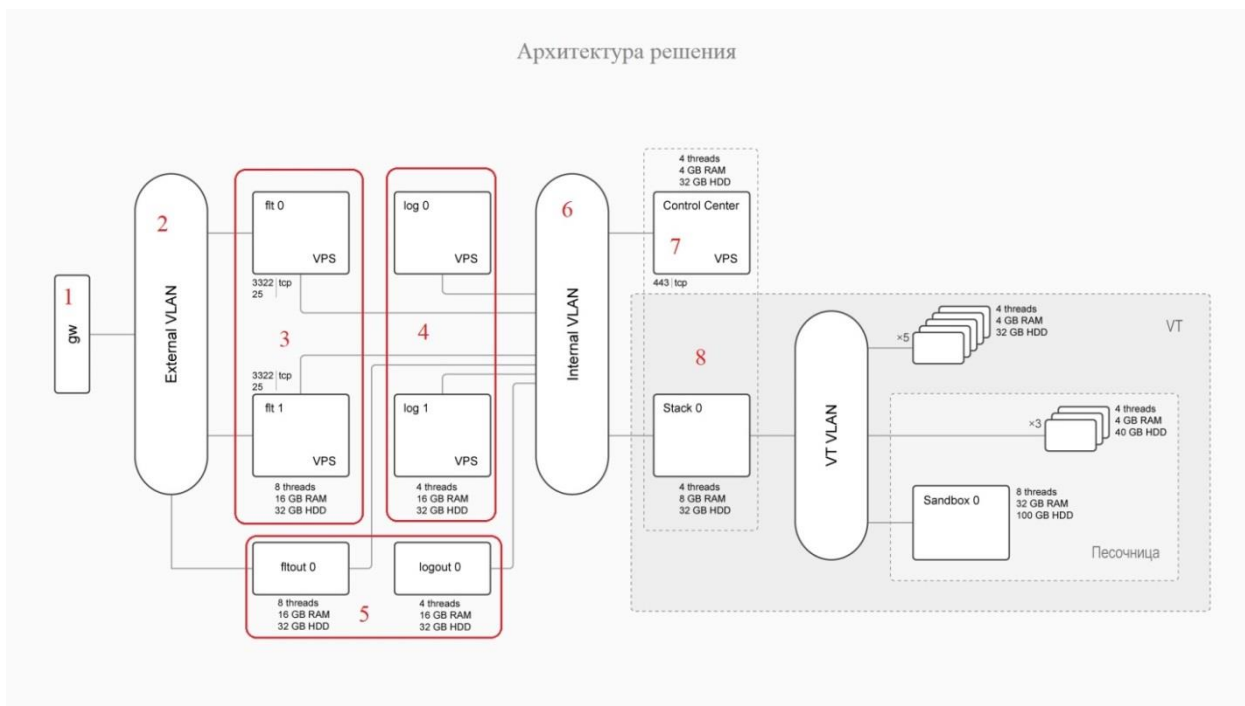 Архитектура решения
1
gw
2
External VLAN
flt 0
VPS
3322 | tcp
25
3
3322 | tcp
25
flt 1
VPS
8 threads
16 GB RAM
32 GB HDD
log 0
VPS
4
log 1
VPS
4 threads
16 GB RAM
32 GB HDD
fltout 0
8 threads
16 GB RAM
32 GB HDD
5
logout 0
4 threads
16 GB RAM
32 GB HDD
6
Internal VLAN
4 threads
4 GB RAM
32 GB HDD
Control Center
7
VPS
443 | tcp
8
Stack 0
4 threads
8 GB RAM
32 GB HDD
VT VLAN
VT
×5
4 threads
4 GB RAM
32 GB HDD
×3
4 threads
4 GB RAM
40 GB HDD
Sandbox 0
8 threads
32 GB RAM
100 GB HDD
Песочница